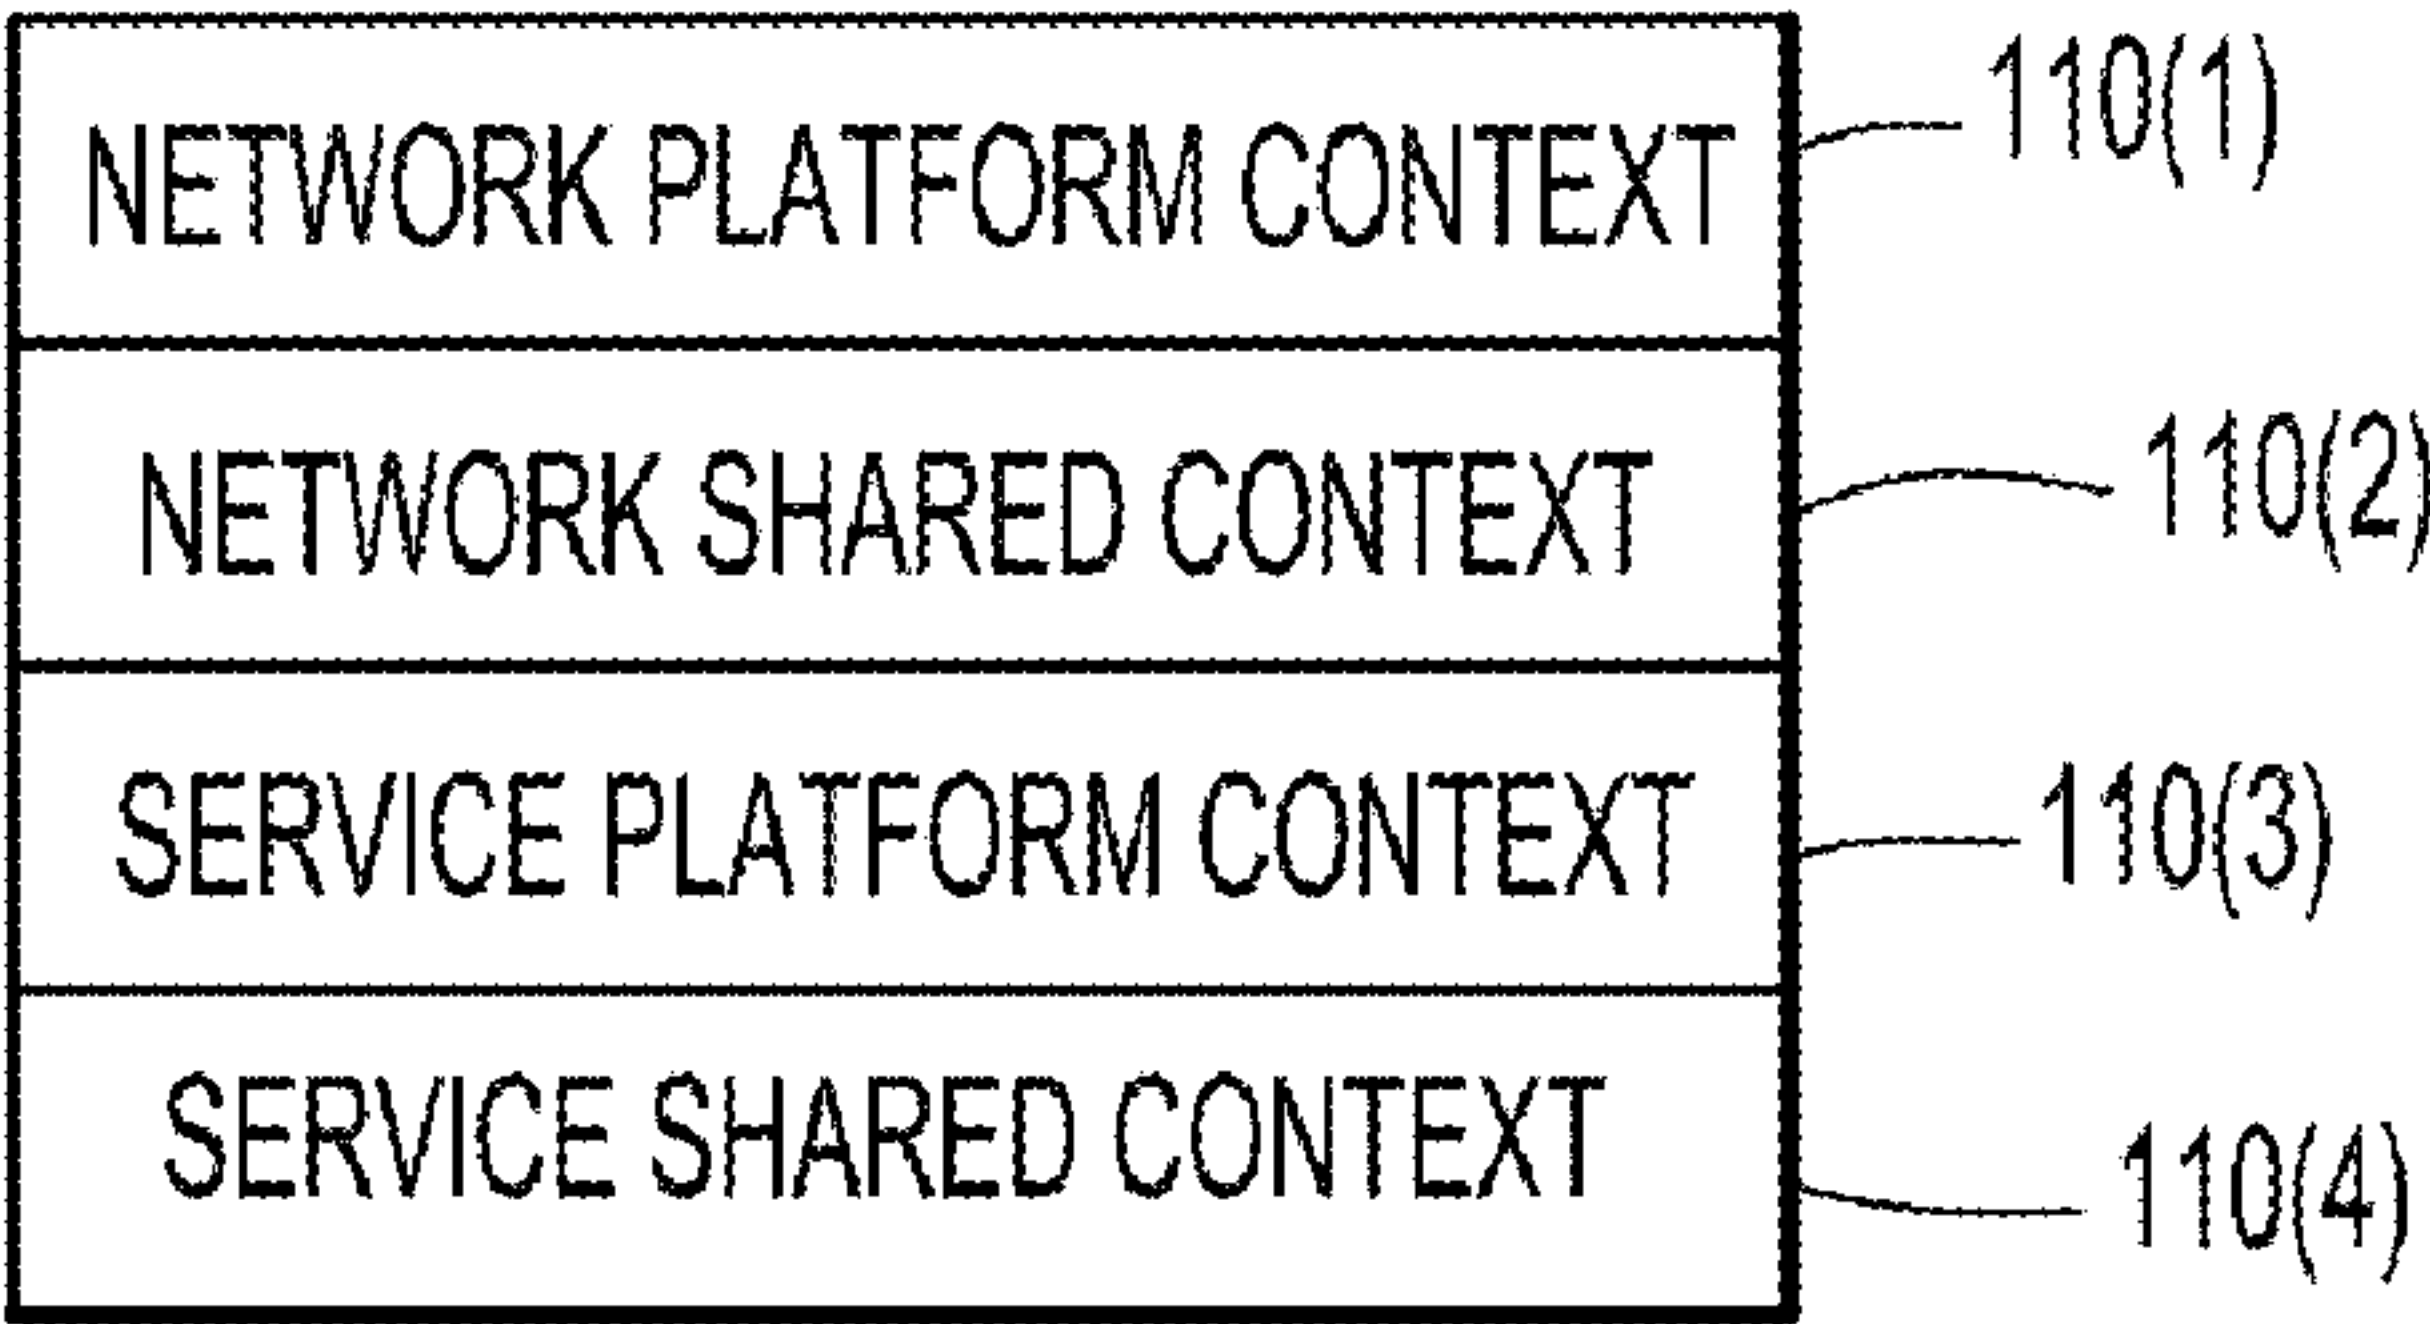 NETWORK PLATFORM CONTEXT 110(1)
NETWORK SHARED CONTEXT 110(2)
SERVICE PLATFORM CONTEXT 110(3)
SERVICE SHARED CONTEXT 110(4)